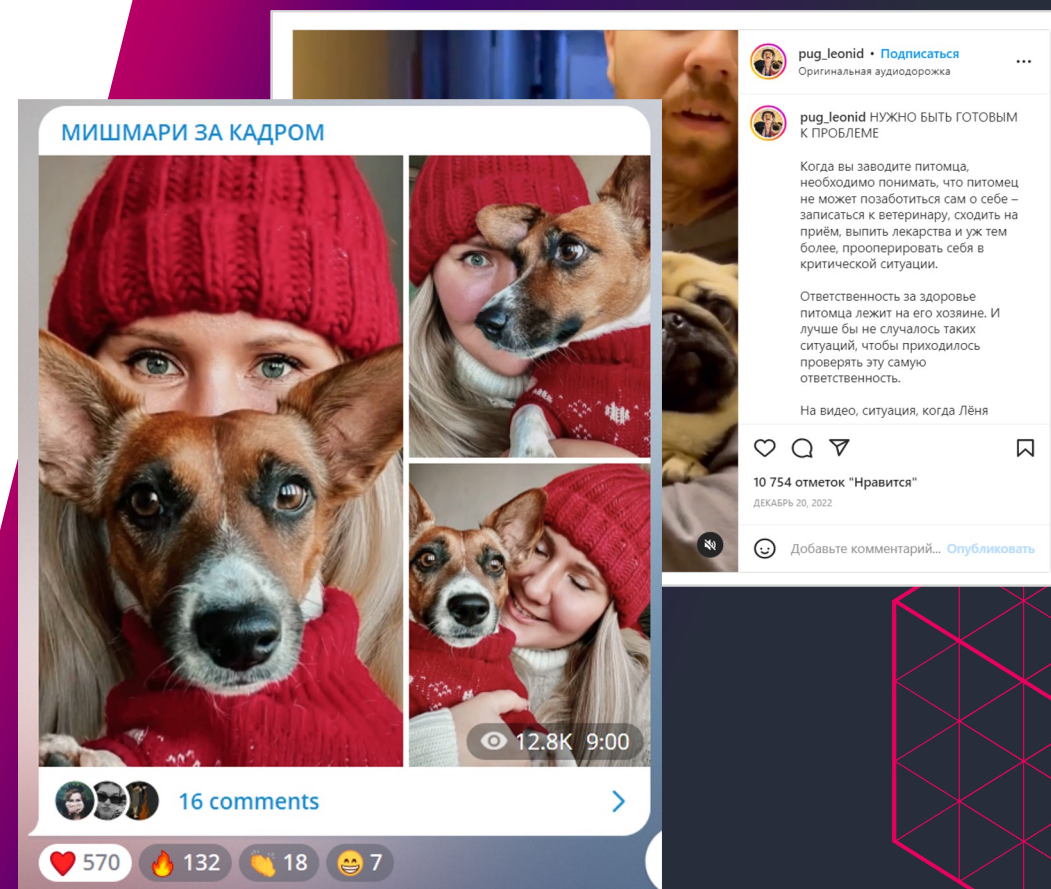 МИШМАРИ ЗА КАДРОМ
12.8K 9:00
16 comments
570 132 18 7
pug_leonid • Подписаться
Оригинальная аудиодорожка
pug_leonid НУЖНО БЫТЬ ГОТОВЫМ
К ПРОБЛЕМЕ
Когда вы заводите питомца,
необходимо понимать, что питомец
не может позаботиться сам о себе –
записаться к ветеринару, сходить на
приём, выпить лекарства и уж тем
более, прооперировать себя в
критической ситуации.
Ответственность за здоровье
питомца лежит на его хозяине. И
лучше бы не случалось таких
ситуаций, чтобы приходилось
проверять эту самую
ответственность.
На видео, ситуация, когда Лёня
10 754 отметок "Нравится"
ДЕКАБРЬ 20, 2022
Добавьте комментарий... Опубликовать